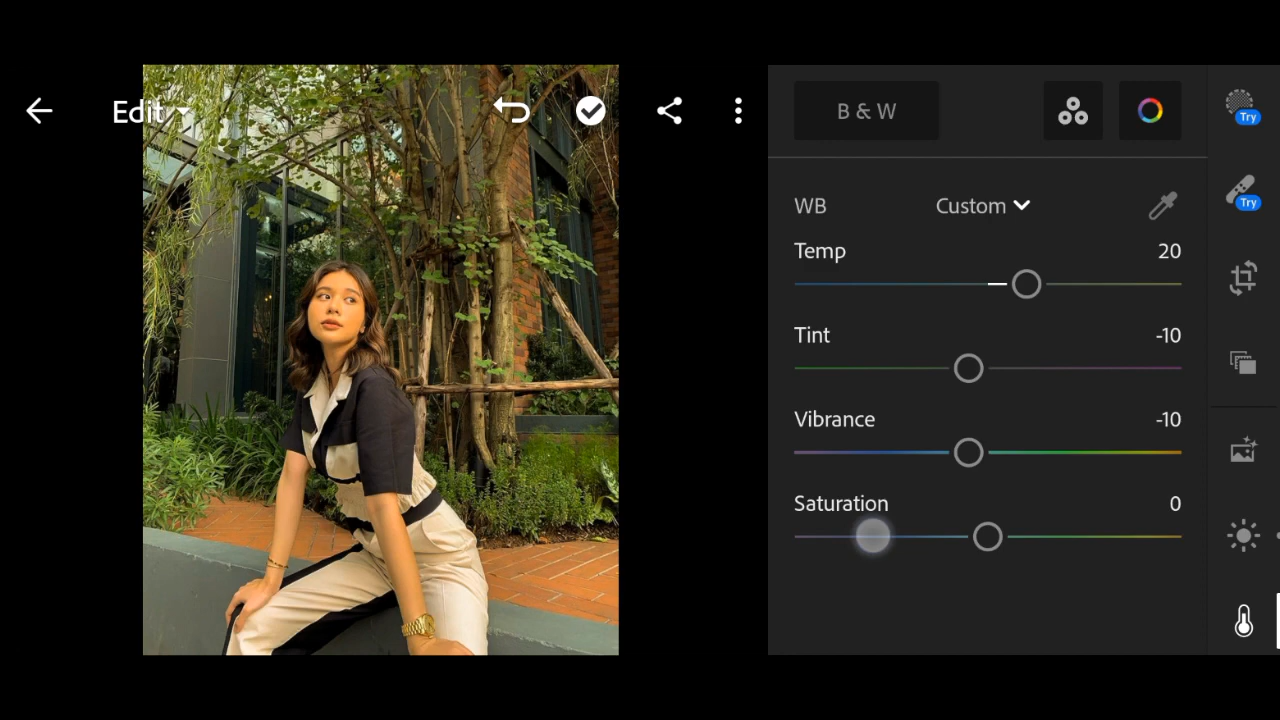 Edit
B & W
Try
Try
WB Custom
Temp 20
Tint -10
Vibrance -10
Saturation 0